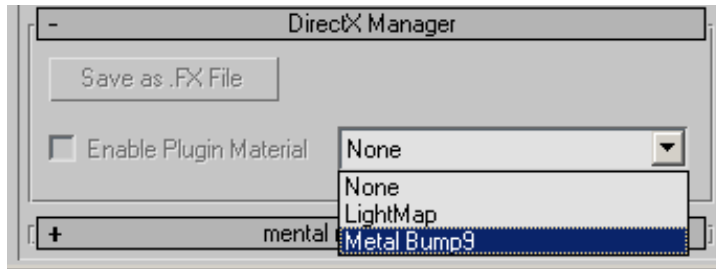 - DirectX Manager
Save as .FX File
Enable Plugin Material None
None
LightMap
+ mental
Metal Bump9